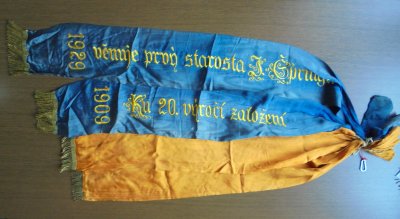 1929 věnuje prvý starosta J.
1909 Ku 20. výročí založení